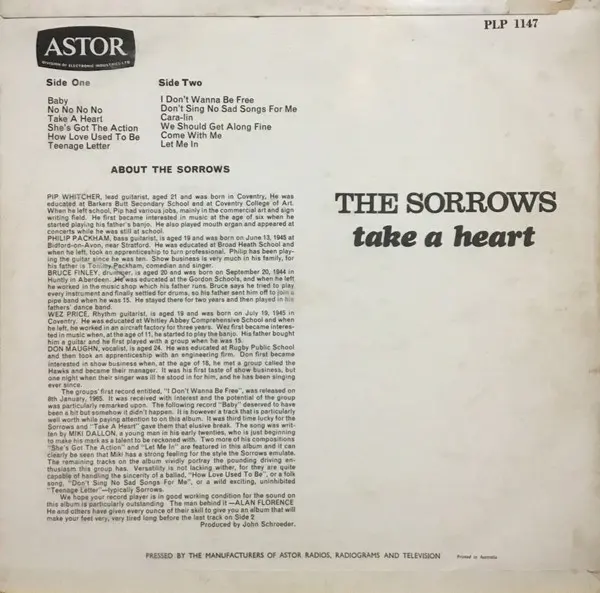 PLP 1147
ASTOR
DIVISION OF ELECTRONIC INDUSTRIES LTD.
Side One
Baby
No No No No
Take A Heart
She's Got The Action
How Love Used To Be
Teenage Letter
Side Two
I Don't Wanna Be Free
Don't Sing No Sad Songs For Me
Cara-lin
We Should Get Along Fine
Come With Me
Let Me In
ABOUT THE SORROWS
PIP WHITCHER, lead guitarist, aged 21 and was born in Coventry, He was
educated at Barkers Butt Secondary School and at Coventry College of Art.
When he left school, Pip had various jobs, mainly in the commercial art and sign
writing field. He first became interested in music at the age of six when he
started playing his father's banjo. He also played mouth organ and appeared at
concerts while he was still at school.
PHILIP PACKHAM, bass guitarist, is aged 19 and was born on June 13, 1945 at
Bidford-on-Avon, near Stratford. He was educated at Broad Heath School and
when he left, took an apprenticeship to turn professional. Philip has been play-
ing the guitar since he was ten. Show business is very much in his family, for
his father is Tommy Packham, comedian and singer.
BRUCE FINLEY, drummer, is aged 20 and was born on September 20, 1944 in
Huntly in Aberdeen. He was educated at the Gordon Schools, and when he left
he worked in the music shop which his father runs. Bruce says he tried to play
every instrument and finally settled for drums, so his father sent him off to join a
pipe band when he was 15. He stayed there for two years and then played in his
fathers' dance band.
WEZ PRICE, Rhythm guitarist, is aged 19 and was born on July 19, 1945 in
Coventry. He was educated at Whitley Abbey Comprehensive School and when
he left, he worked in an aircraft factory for three years. Wez first became interes-
ted in music when, at the age of 11, he started to play the banjo. His father bought
him a guitar and he first played with a group when he was 15.
DON MAUGHN, vocalist, is aged 24. He was educated at Rugby Public School
and then took an apprenticeship with an engineering firm. Don first became
interested in show business when, at the age of 18, he met a group called the
Hawks and became their manager. It was his first taste of show business, but
one night when their singer was ill he stood in for him, and he has been singing
ever since.
The groups' first record entitled, "I Don't Wanna Be Free", was released on
8th January, 1965. It was received with interest and the potential of the group
was particularly remarked upon. The following record "Baby" deserved to have
been a hit but somehow it didn't happen. It is however a track that is particularly
well worth while paying attention to on this album. It was third time lucky for the
Sorrows and "Take A Heart" gave them that elusive break. The song was writ-
ten by MIKI DALLON, a young man in his early twenties, who is just beginning
to make his mark as a talent to be reckoned with. Two more of his compositions
"She's Got The Action" and "Let Me In" are featured in this album and it can
clearly be seen that Miki has a strong feeling for the style the Sorrows emulate.
The remaining tracks on the album vividly portray the pounding driving en-
thusiasm this group has. Versatility is not lacking wither, for they are quite
capable of handling the sincerity of a ballad, "How Love Used To Be", or a folk
song, "Don't Sing No Sad Songs For Me", or a wild exciting, uninhibited
"Teenage Letter"—typically Sorrows.
We hope your record player is in good working condition for the sound on
this album is particularly outstanding The man behind it—ALAN FLORENCE
He and others have given every ounce of their skill to give you an album that will
make your feet very, very tired long before the last track on Side 2
Produced by John Schroeder.
THE SORROWS
take a heart
PRESSED BY THE MANUFACTURERS OF ASTOR RADIOS, RADIOGRAMS AND TELEVISION
Printed in Australia